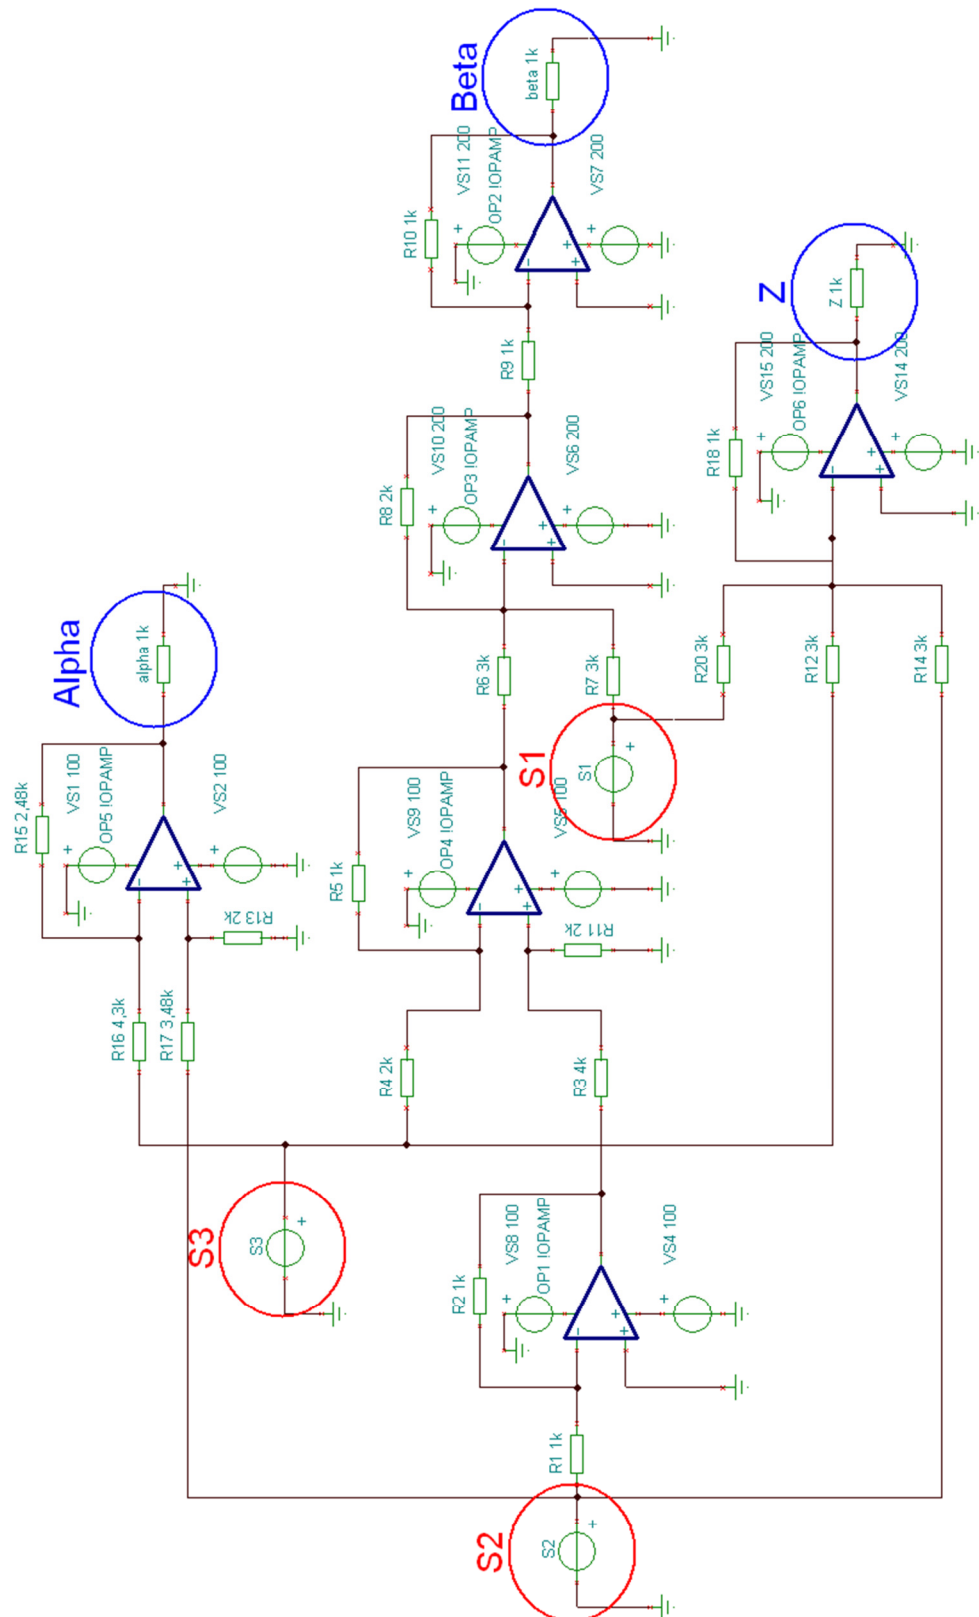 Beta
beta 1k
VS11 200
OP2 !OPAMP
VS7 200
R10 1k
R9 1k
Z
Z 1k
VS15 200
OP6 !OPAMP
VS14 200
R18 1k
VS10 200
OP3 !OPAMP
VS6 200
R8 2k
Alpha
alpha 1k
R6 3k
R7 3k
R20 3k
R12 3k
R14 3k
S1
S1
VS1 100
OP5 !OPAMP
VS2 100
R15 2,48k
R13 2k
VS9 100
OP4 !OPAMP
VS5 100
R5 1k
R11 2k
R16 4,3k
R17 3,48k
R4 2k
R3 4k
S3
S3
VS8 100
OP1 !OPAMP
VS4 100
R2 1k
R1 1k
S2
S2